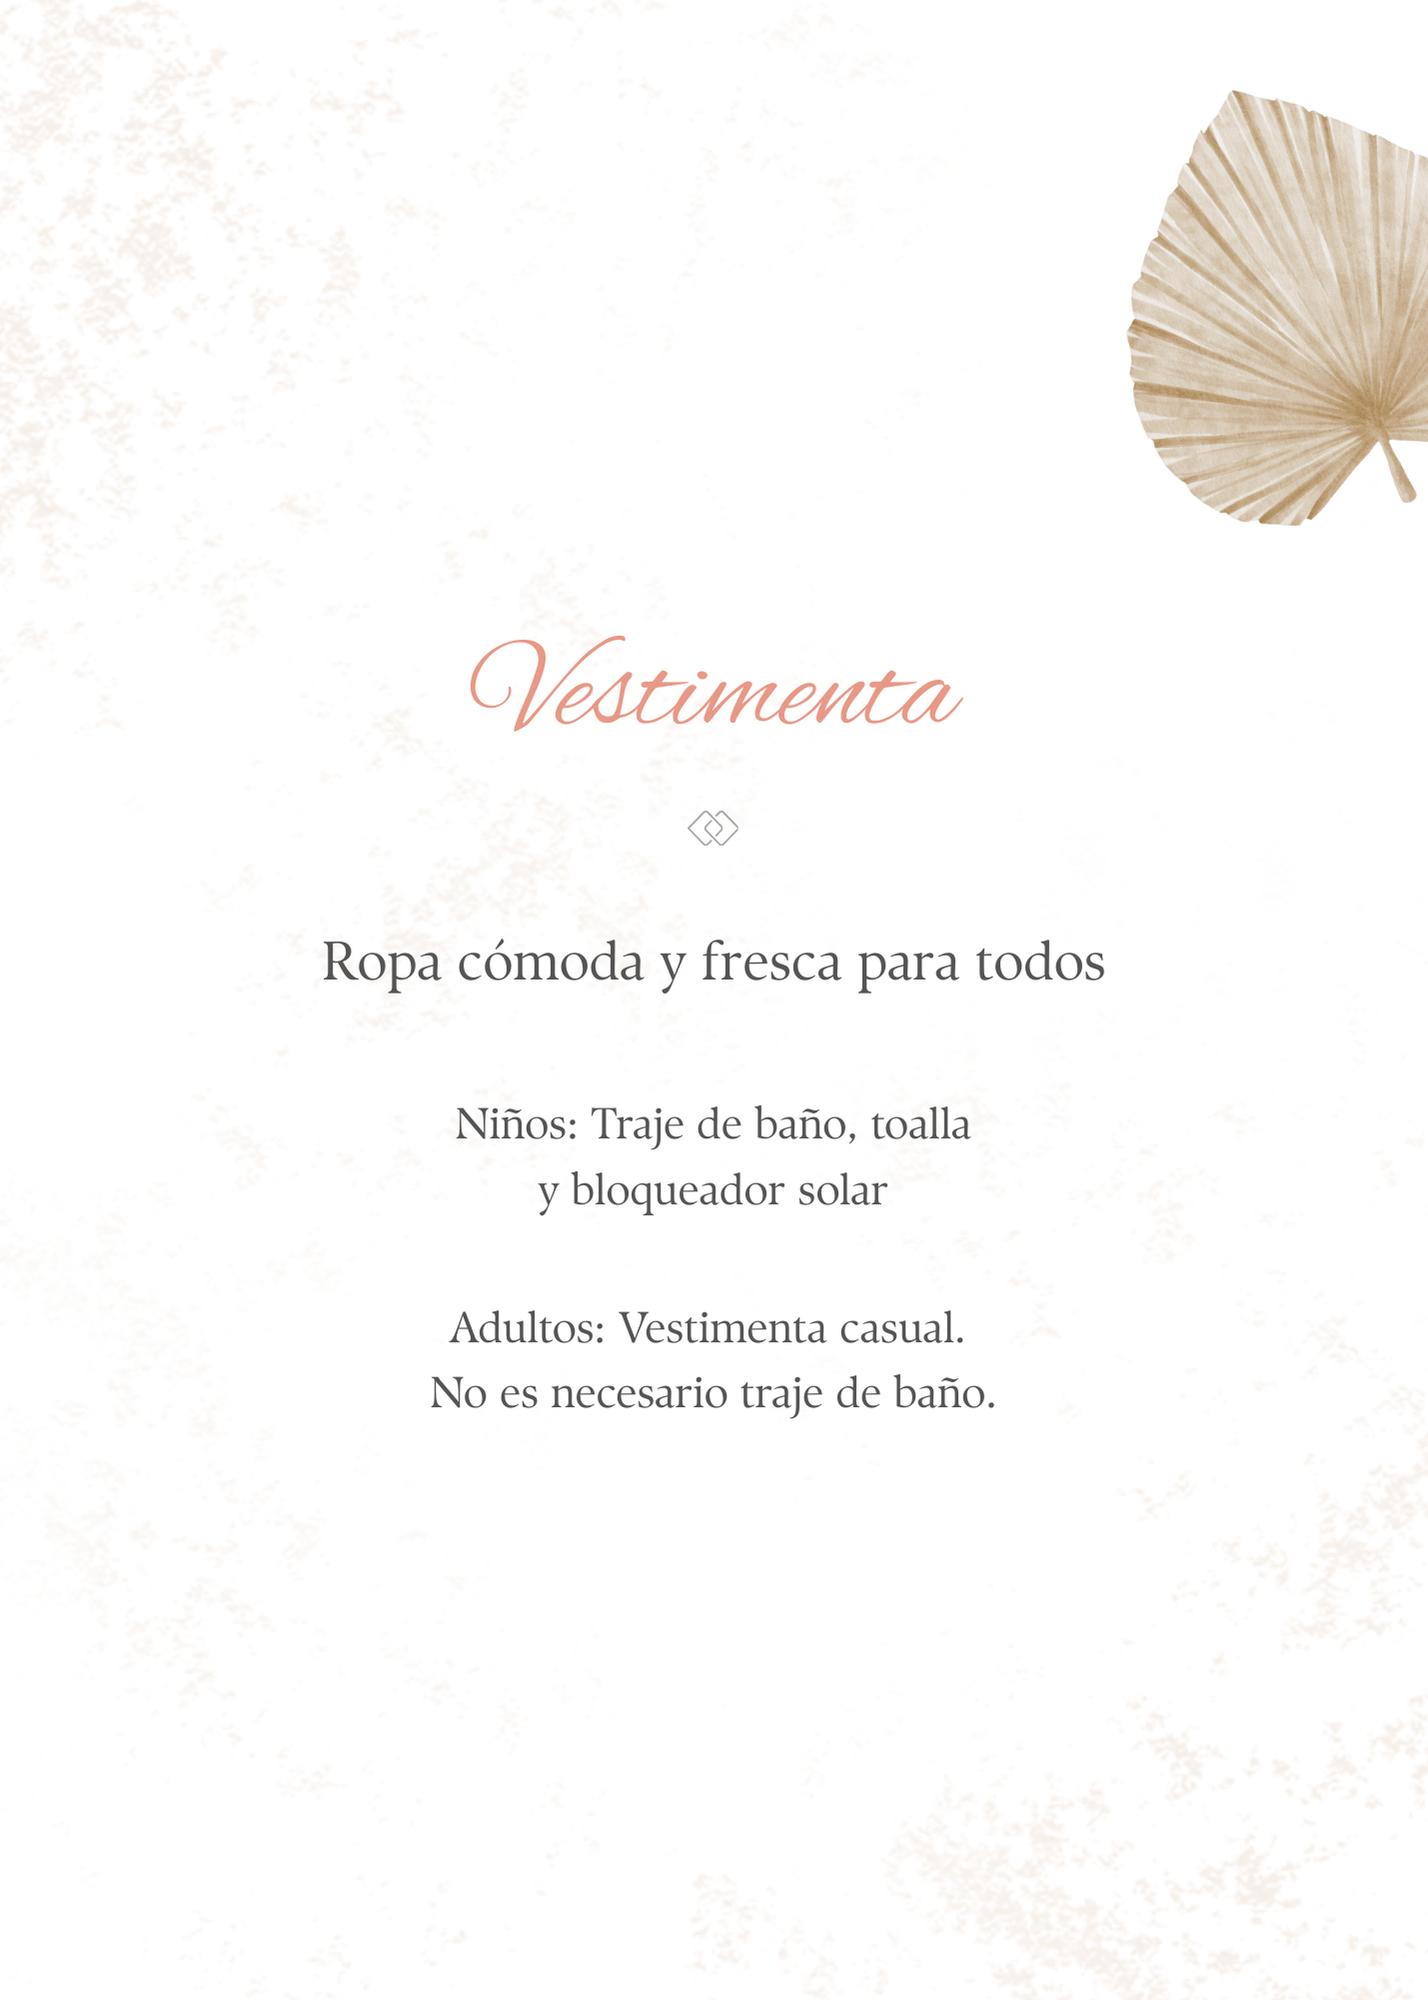 Vestimenta
Ropa cómoda y fresca para todos
Niños: Traje de baño, toalla
y bloqueador solar
Adultos: Vestimenta casual.
No es necesario traje de baño.